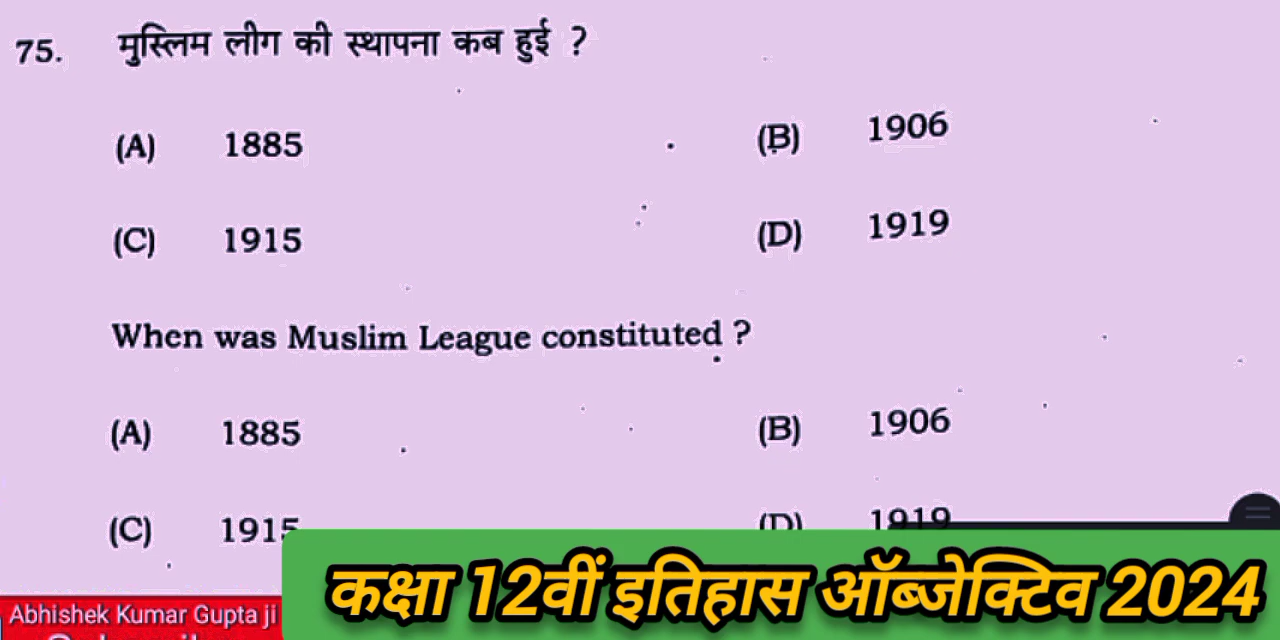 75. मुस्लिम लीग की स्थापना कब हुई ?
(A) 1885 (B) 1906
(C) 1915 (D) 1919
When was Muslim League constituted ?
(A) 1885 (B) 1906
(C) 1915 (D) 1919
कक्षा 12वीं इतिहास ऑब्जेक्टिव 2024
Abhishek Kumar Gupta ji